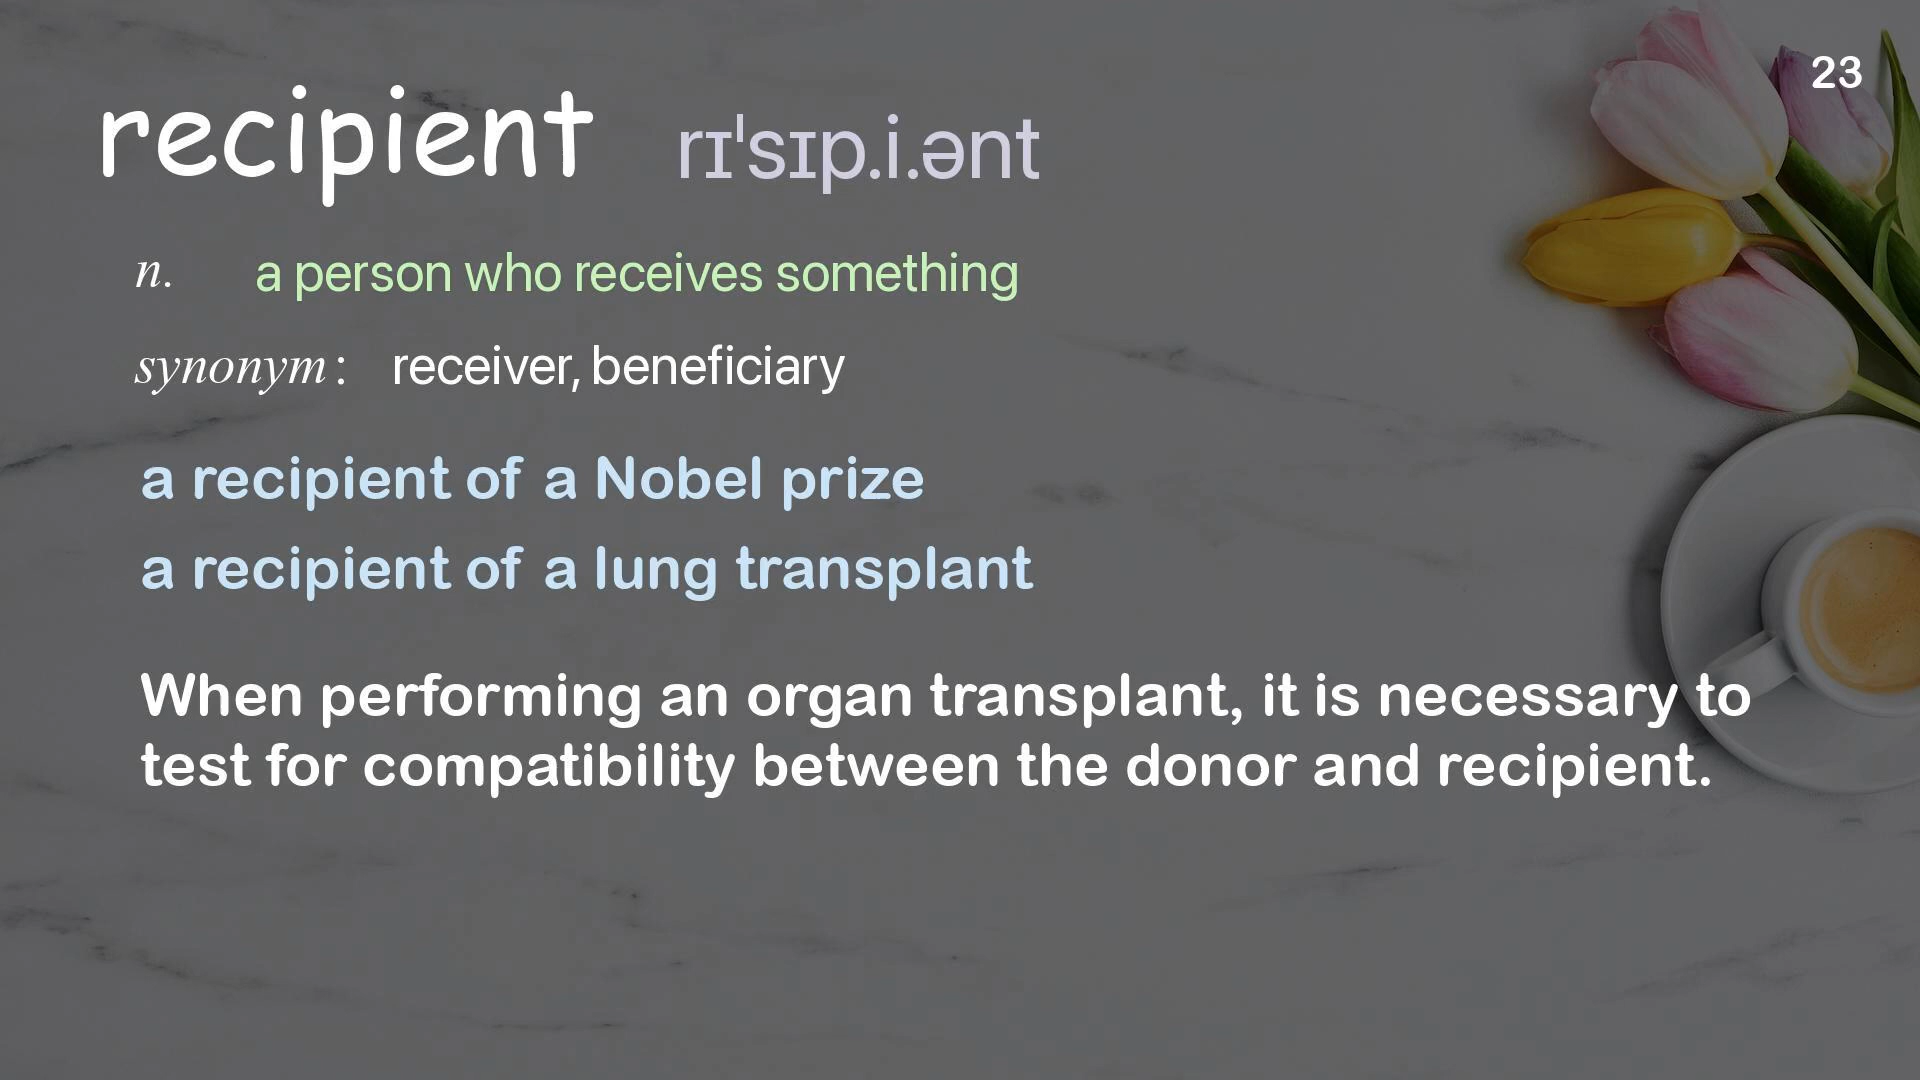 23
recipient rɪˈsɪp.i.ənt
n. a person who receives something
synonym: receiver, beneficiary
a recipient of a Nobel prize
a recipient of a lung transplant
When performing an organ transplant, it is necessary to
test for compatibility between the donor and recipient.